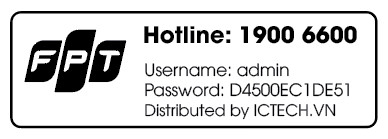 FPT
Hotline: 1900 6600
Username: admin
Password: D4500EC1DE51
Distributed by ICTECH.VN